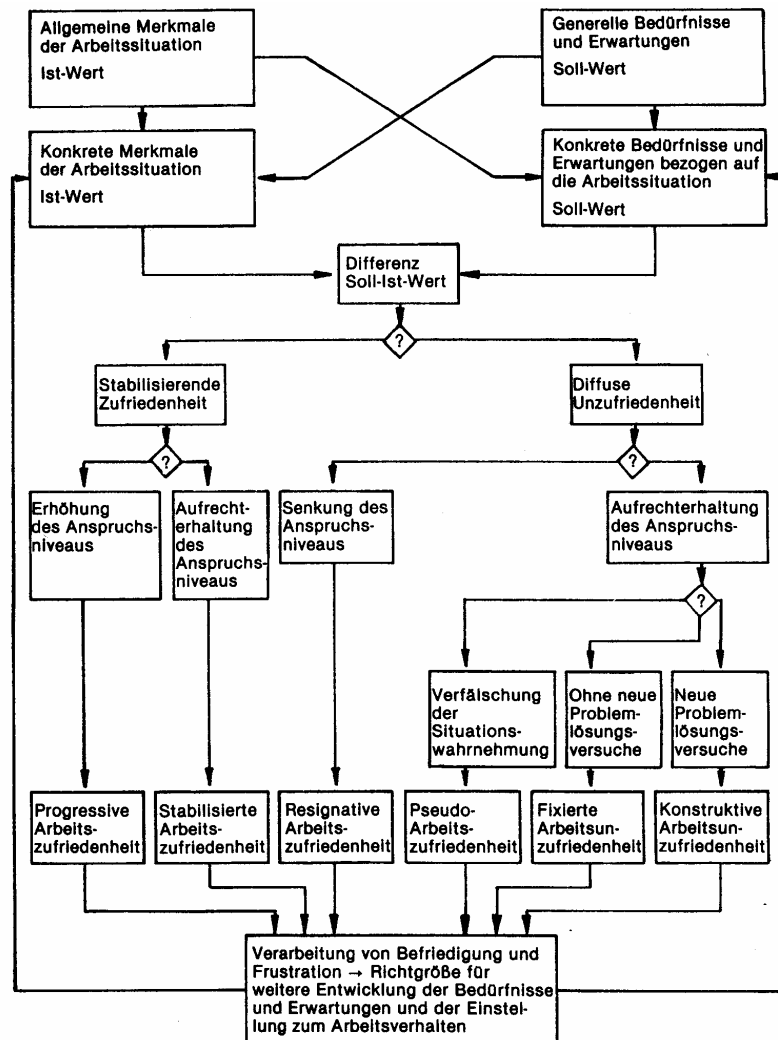 Allgemeine Merkmale
der Arbeitssituation
Ist-Wert
Generelle Bedürfnisse
und Erwartungen
Soll-Wert
Konkrete Merkmale
der Arbeitssituation
Ist-Wert
Konkrete Bedürfnisse und
Erwartungen bezogen auf
die Arbeitssituation
Soll-Wert
Differenz
Soll-Ist-Wert
?
Stabilisierende
Zufriedenheit
Diffuse
Unzufriedenheit
?
?
Erhöhung
des Anspruchs-
niveaus
Aufrecht-
erhaltung
des
Anspruchs-
niveaus
Senkung des
Anspruchs-
niveaus
Aufrechterhaltung
des Anspruchs-
niveaus
?
Verfälschung
der
Situations-
wahrnehmung
Ohne neue
Problem-
lösungs-
versuche
Neue
Problem-
lösungs-
versuche
Progressive
Arbeits-
zufriedenheit
Stabilisierte
Arbeits-
zufriedenheit
Resignative
Arbeits-
zufriedenheit
Pseudo-
Arbeits-
zufriedenheit
Fixierte
Arbeitsun-
zufriedenheit
Konstruktive
Arbeitsun-
zufriedenheit
Verarbeitung von Befriedigung und
Frustration → Richtgröße für
weitere Entwicklung der Bedürfnisse
und Erwartungen und der Einstel-
lung zum Arbeitsverhalten